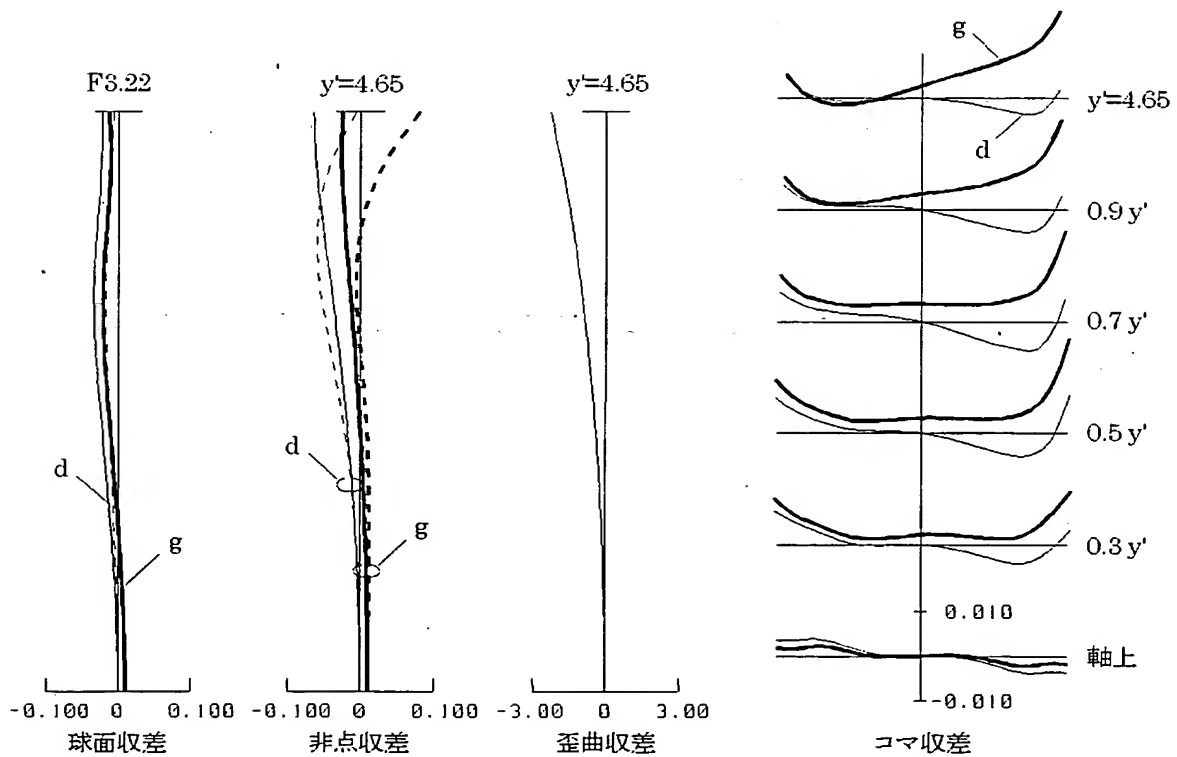 F3.22
d
g
-0.100 0 0.100
球面収差
y'=4.65
d
g
-0.100 0 0.100
非点収差
y'=4.65
-3.00 0 3.00
歪曲収差
g
y'=4.65
d
0.9 y'
0.7 y'
0.5 y'
0.3 y'
0.010
軸上
-0.010
コマ収差